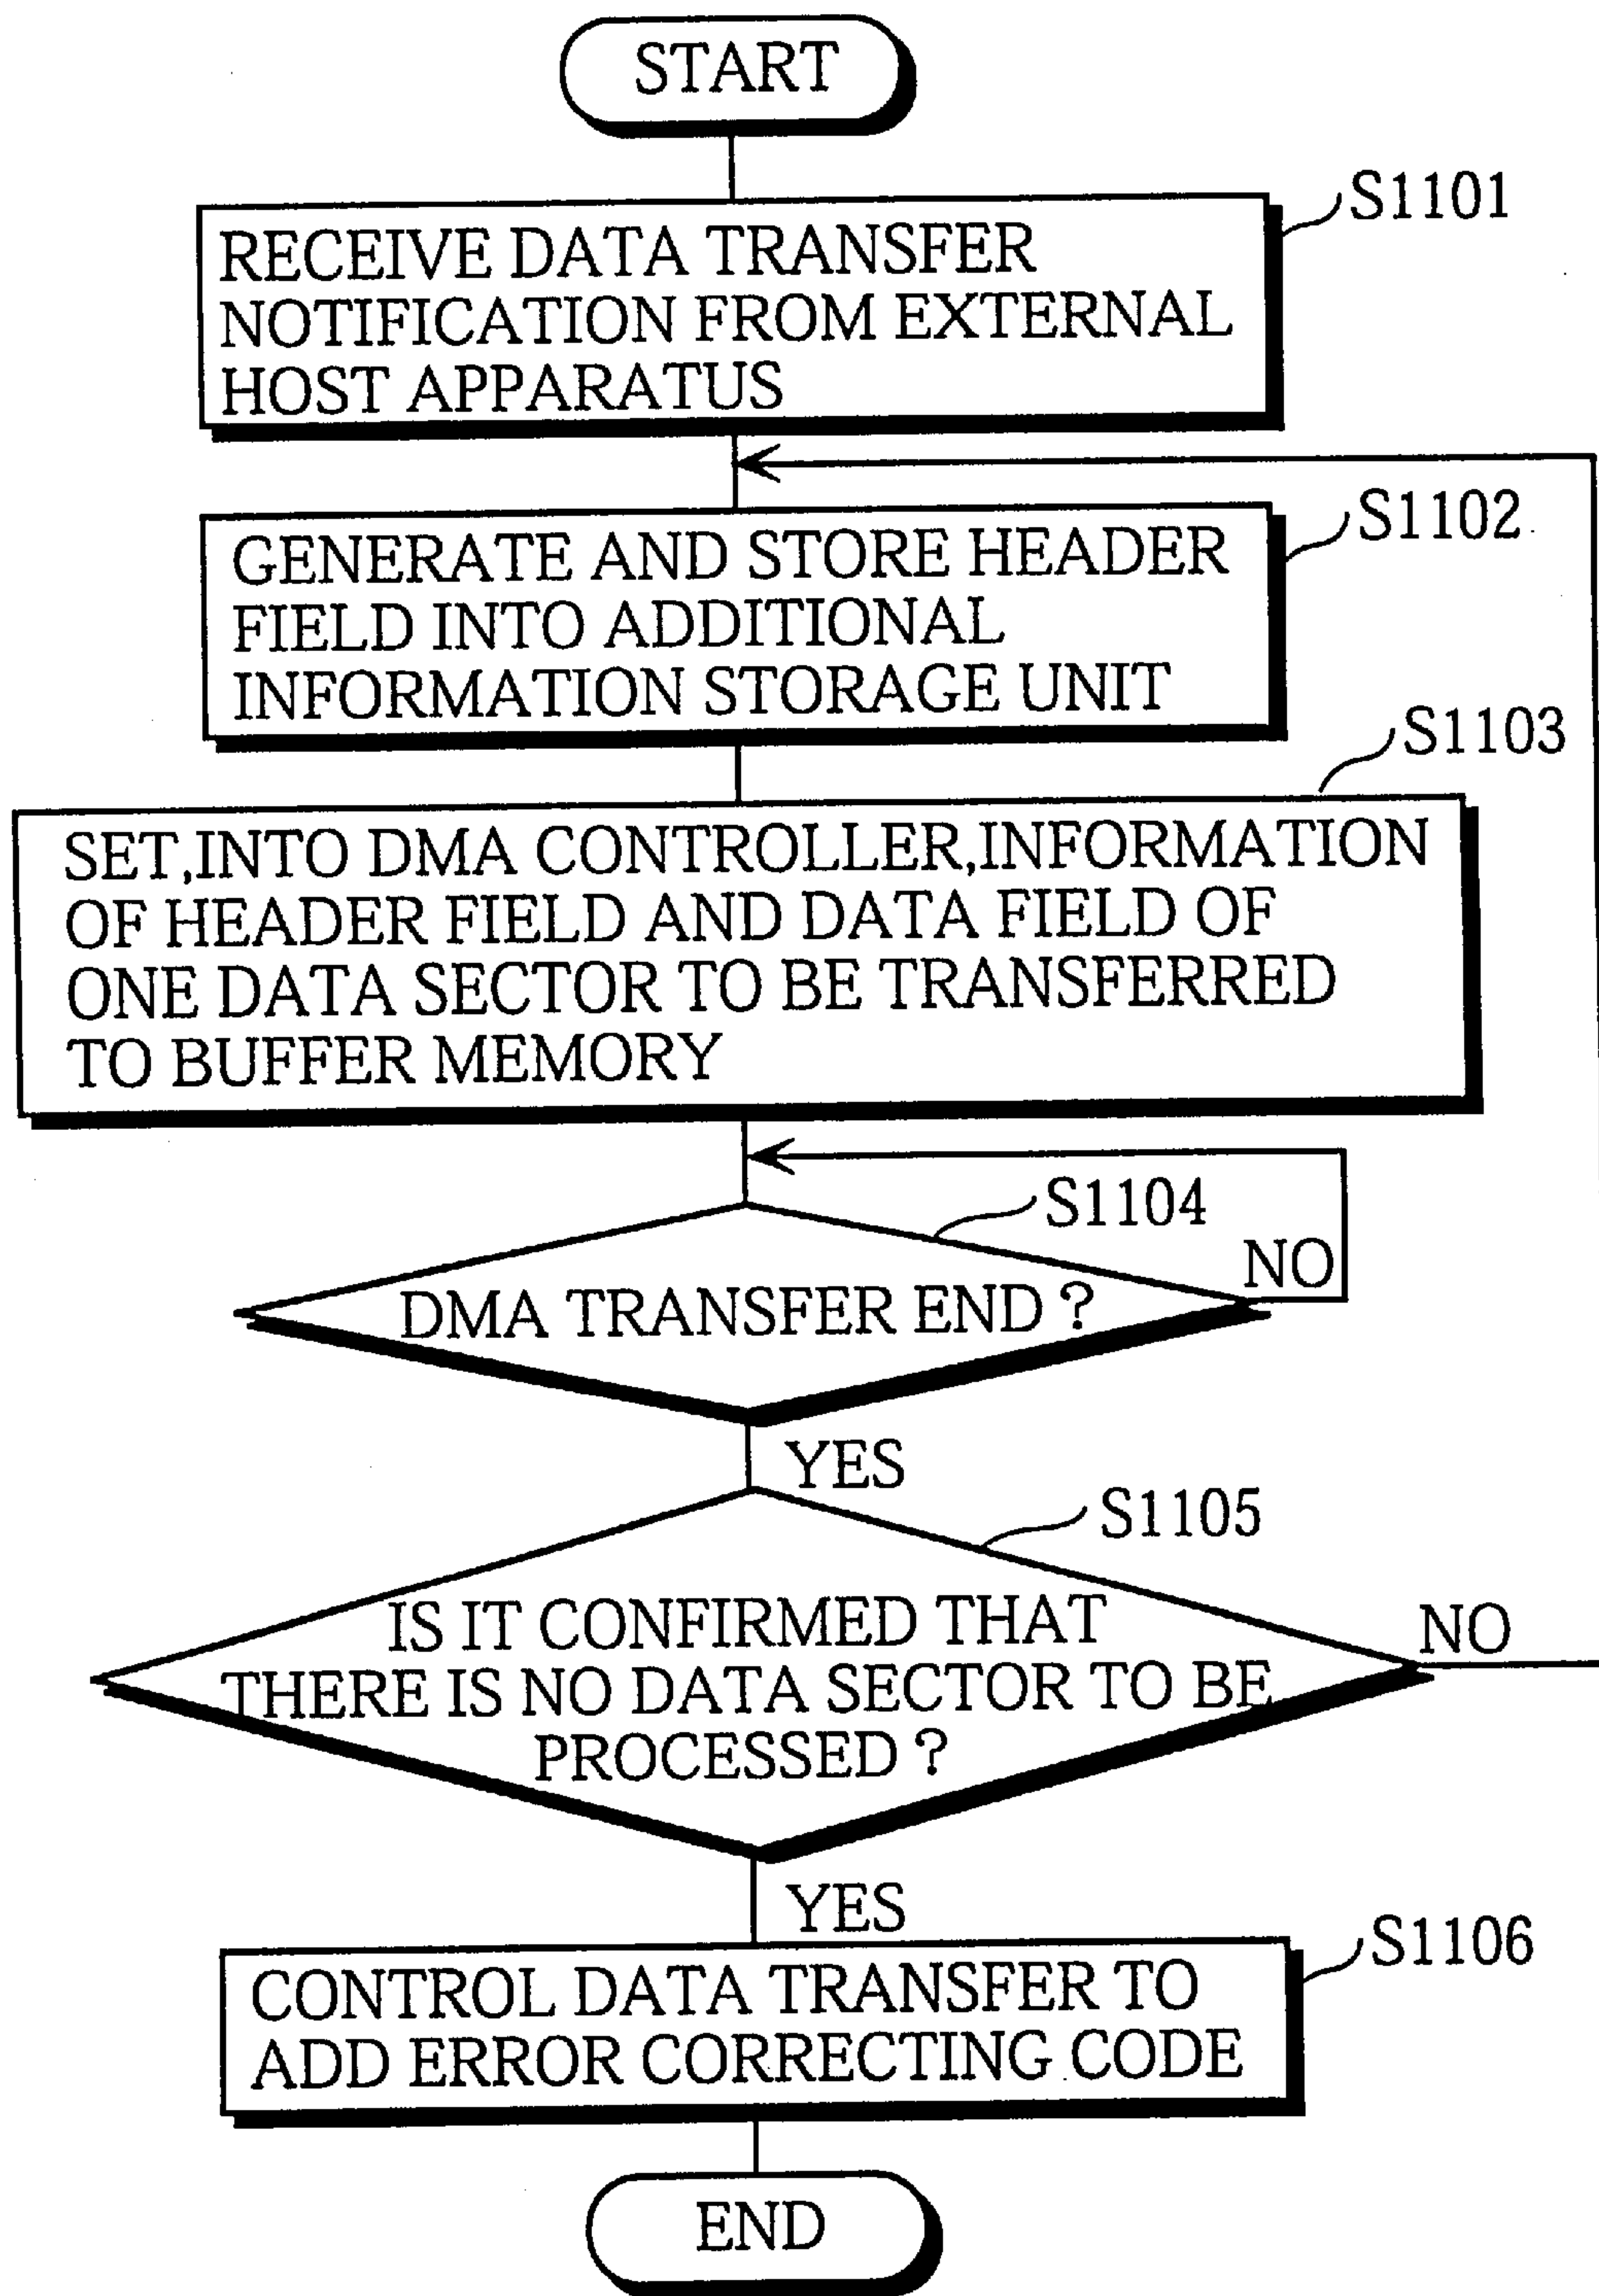 START
S1101
RECEIVE DATA TRANSFER
NOTIFICATION FROM EXTERNAL
HOST APPARATUS
S1102
GENERATE AND STORE HEADER
FIELD INTO ADDITIONAL
INFORMATION STORAGE UNIT
S1103
SET,INTO DMA CONTROLLER,INFORMATION
OF HEADER FIELD AND DATA FIELD OF
ONE DATA SECTOR TO BE TRANSFERRED
TO BUFFER MEMORY
S1104
NO
DMA TRANSFER END ?
YES
S1105
IS IT CONFIRMED THAT
NO
THERE IS NO DATA SECTOR TO BE
PROCESSED ?
YES
S1106
CONTROL DATA TRANSFER TO
ADD ERROR CORRECTING CODE
END